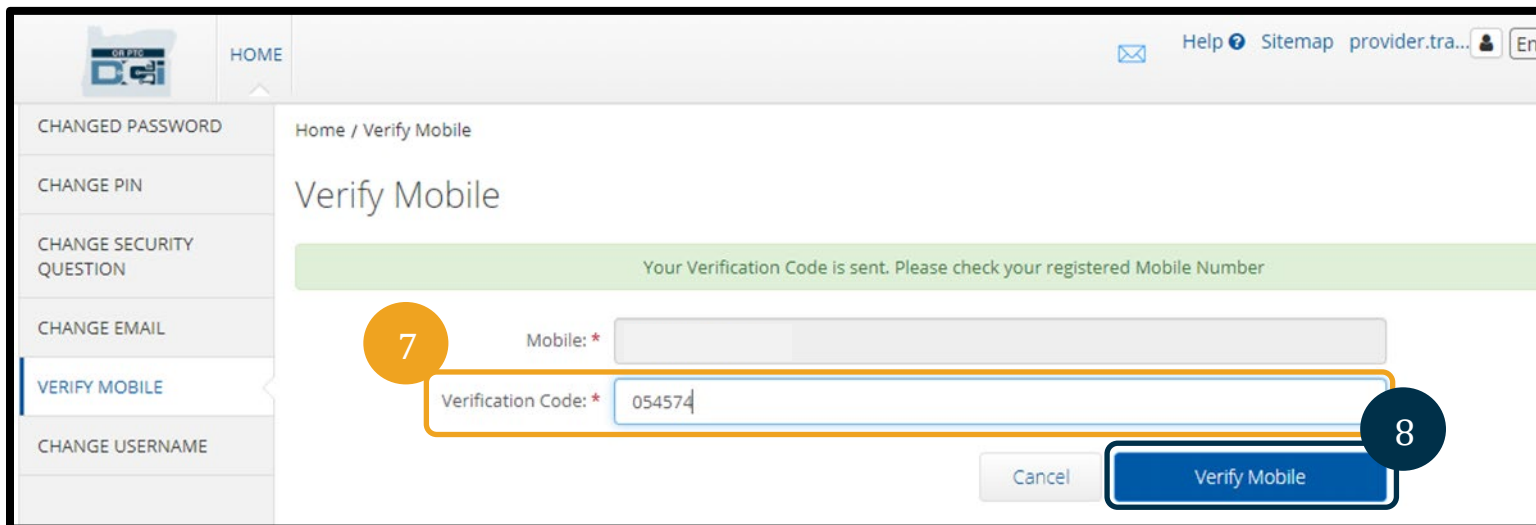 OR PTC
DCI
HOME
Help Sitemap provider.tra... En
CHANGED PASSWORD
CHANGE PIN
CHANGE SECURITY
QUESTION
CHANGE EMAIL
VERIFY MOBILE
CHANGE USERNAME
Home / Verify Mobile
Verify Mobile
Your Verification Code is sent. Please check your registered Mobile Number
7
Mobile: *
Verification Code: * 054574
8
Cancel Verify Mobile